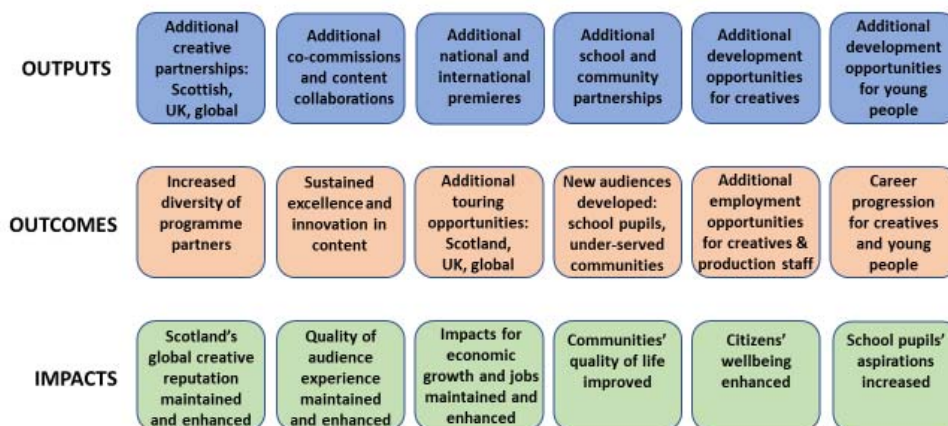 OUTPUTS
Additional
creative
partnerships:
Scottish,
UK, global
Additional
co-commissions
and content
collaborations
Additional
national and
international
premieres
Additional
school and
community
partnerships
Additional
development
opportunities
for creatives
Additional
development
opportunities
for young
people
OUTCOMES
Increased
diversity of
programme
partners
Sustained
excellence and
innovation in
content
Additional
touring
opportunities:
Scotland,
UK, global
New audiences
developed:
school pupils,
under-served
communities
Additional
employment
opportunities
for creatives &
production staff
Career
progression
for creatives
and young
people
IMPACTS
Scotland's
global creative
reputation
maintained
and enhanced
Quality of
audience
experience
maintained
and enhanced
Impacts for
economic
growth and jobs
maintained and
enhanced
Communities'
quality of life
improved
Citizens'
wellbeing
enhanced
School pupils'
aspirations
increased